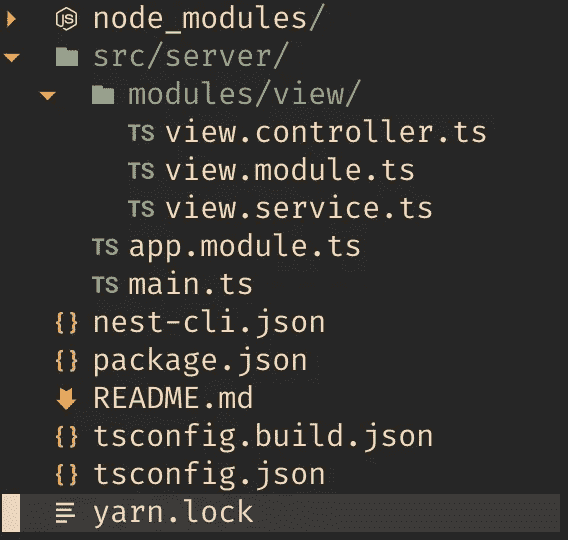 JS node_modules/
src/server/
modules/view/
TS view.controller.ts
TS view.module.ts
TS view.service.ts
TS app.module.ts
TS main.ts
{} nest-cli.json
{} package.json
README.md
{} tsconfig.build.json
{} tsconfig.json
yarn.lock